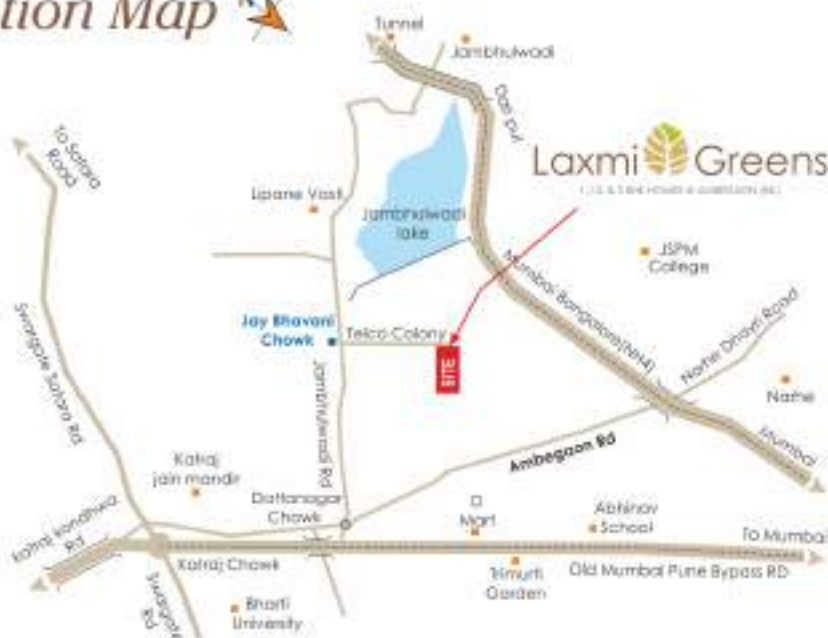 tion Map
Tunnel
Jambhulwadi
Dari pul
To Satara
Road
Laxmi Greens
Lipane Vasti
Jambhulwadi
lake
JSPM
College
Mumbai Bangalore(NH4)
Jay Bhavani
Chowk
Telco Colony
SITE
Narhe Dhayri Road
Swargate Satara Rd
Jambhulwadi Rd
Narhe
Mumbai
Ambegaon Rd
Katraj
jain mandir
Dattanagar
Chowk
D
Mart
Abhinav
School
Katraj Kondhwa
Rd
To Mumbai
Katraj Chowk
Trimurti
Garden
Old Mumbai Pune Bypass RD
Bharti
University
Rd